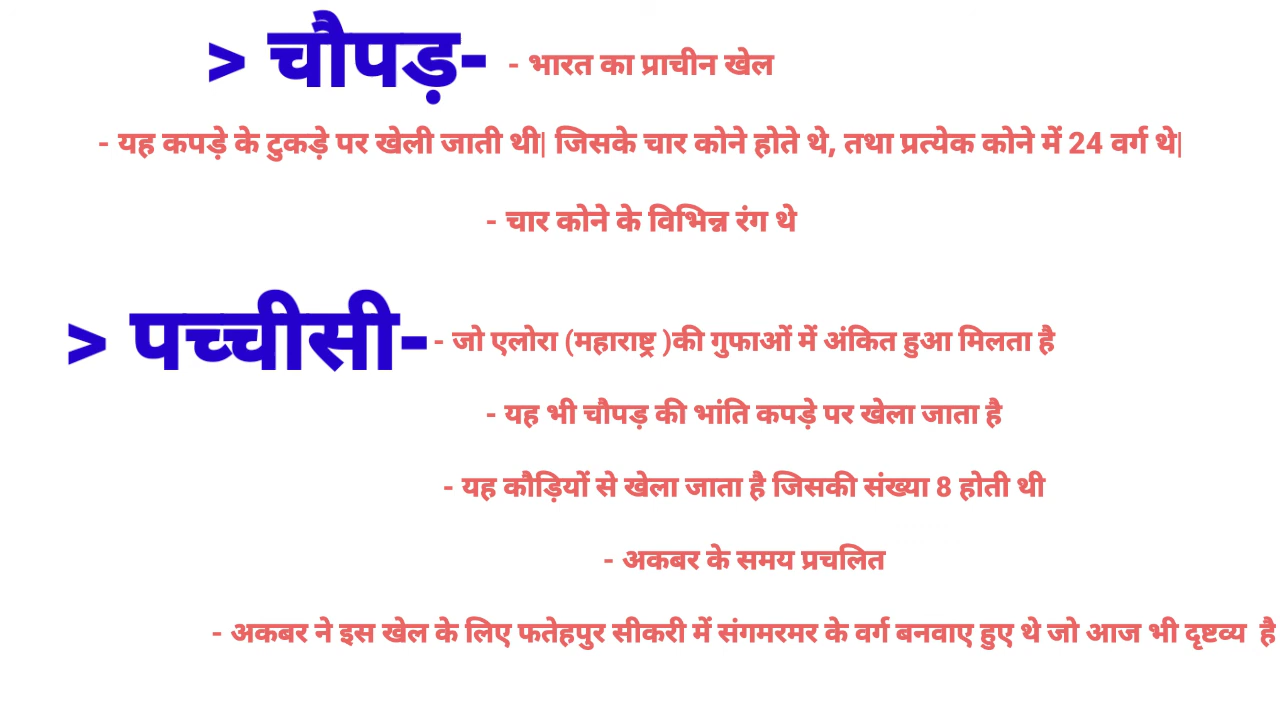 > चौपड़- - भारत का प्राचीन खेल
- यह कपड़े के टुकड़े पर खेली जाती थी| जिसके चार कोने होते थे, तथा प्रत्येक कोने में 24 वर्ग थे|
- चार कोने के विभिन्न रंग थे
> पच्चीसी- - जो एलोरा (महाराष्ट्र )की गुफाओं में अंकित हुआ मिलता है
- यह भी चौपड़ की भांति कपड़े पर खेला जाता है
- यह कौड़ियों से खेला जाता है जिसकी संख्या 8 होती थी
- अकबर के समय प्रचलित
- अकबर ने इस खेल के लिए फतेहपुर सीकरी में संगमरमर के वर्ग बनवाए हुए थे जो आज भी दृष्टव्य है